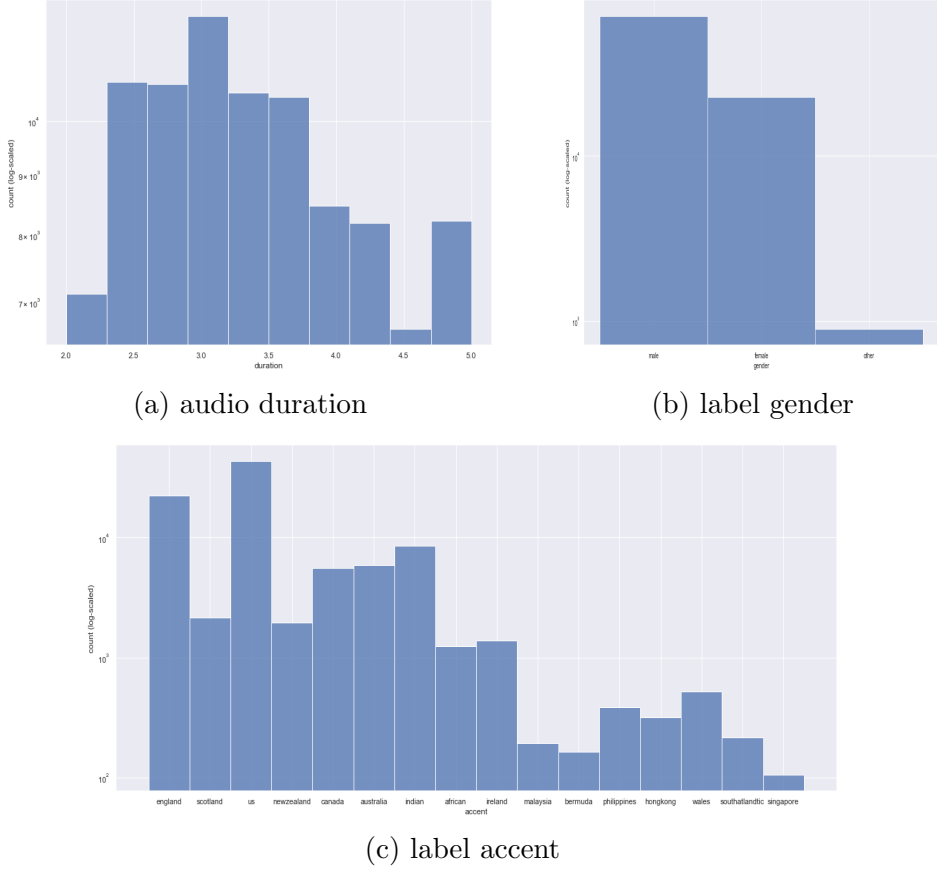 count (log-scaled)
10⁴
9 × 10³
8 × 10³
7 × 10³
2.0 2.5 3.0 3.5 4.0 4.5 5.0
duration
(a) audio duration
count (log-scaled)
10⁴
10³
male female other
gender
(b) label gender
count (log-scaled)
10⁴
10³
10²
england scotland us newzealand canada australia indian african ireland malaysia bermuda philippines hongkong wales southatlandtic singapore
accent
(c) label accent